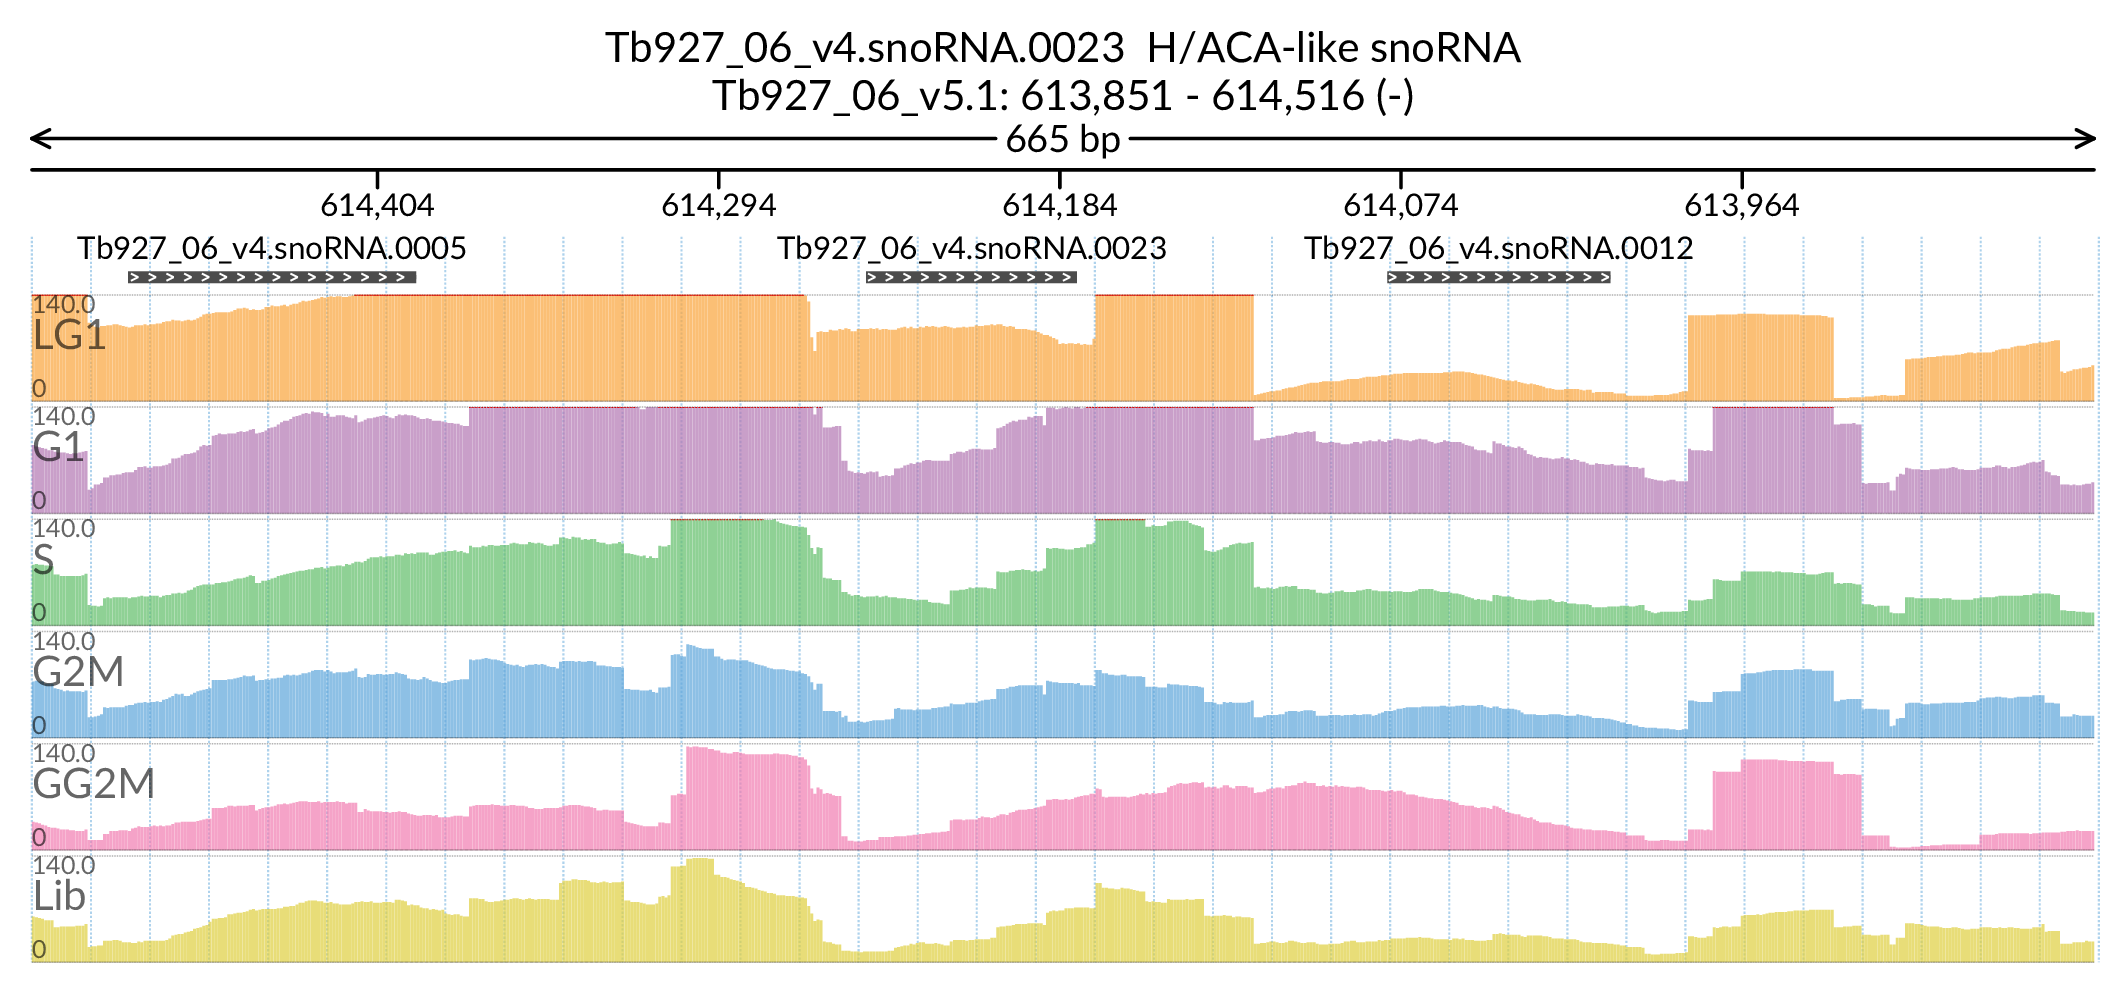 Tb927_06_v4.snoRNA.0023 H/ACA-like snoRNA
Tb927_06_v5.1: 613,851 - 614,516 (-)
665 bp
614,404 614,294 614,184 614,074 613,964
Tb927_06_v4.snoRNA.0005 Tb927_06_v4.snoRNA.0023 Tb927_06_v4.snoRNA.0012
140.0
LG1
0
140.0
G1
0
140.0
S
0
140.0
G2M
0
140.0
GG2M
0
140.0
Lib
0